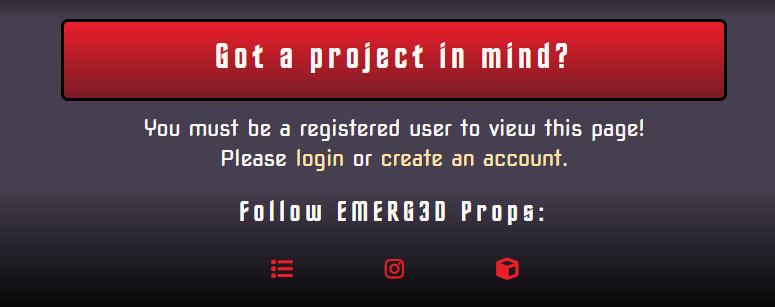 Got a project in mind?
You must be a registered user to view this page!
Please login or create an account.
Follow EMERG3D Props: